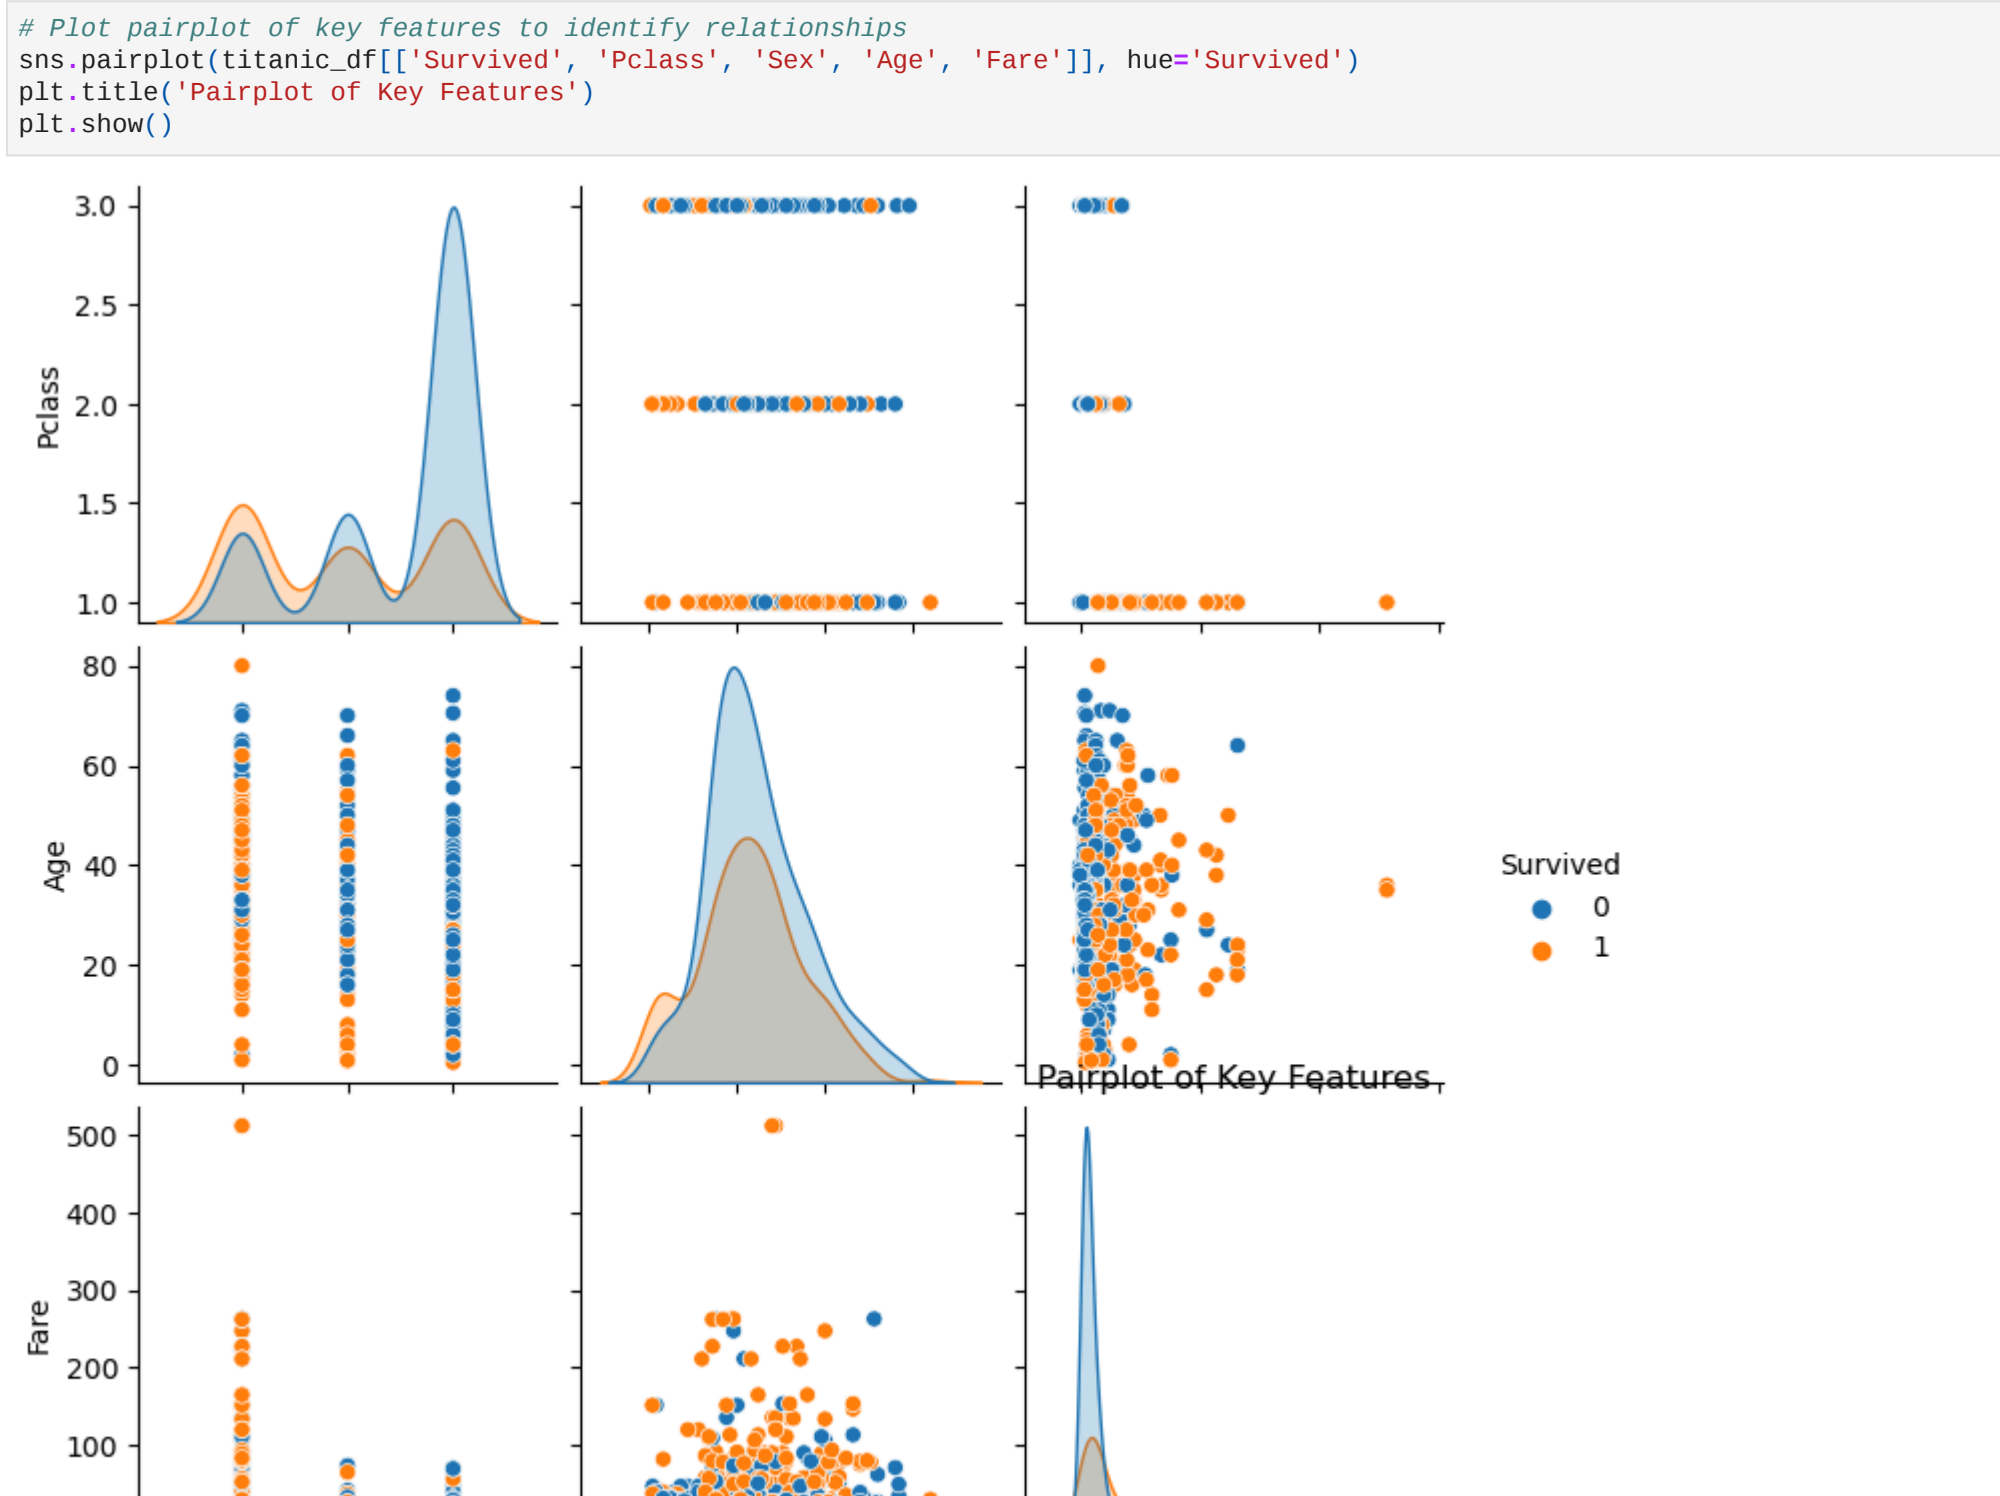 # Plot pairplot of key features to identify relationships
sns.pairplot(titanic_df[['Survived', 'Pclass', 'Sex', 'Age', 'Fare']], hue='Survived')
plt.title('Pairplot of Key Features')
plt.show()
3.0
2.5
2.0
1.5
1.0
Pclass
80
60
40
20
0
Age
Survived
0
1
Pairplot of Key Features
500
400
300
200
100
Fare